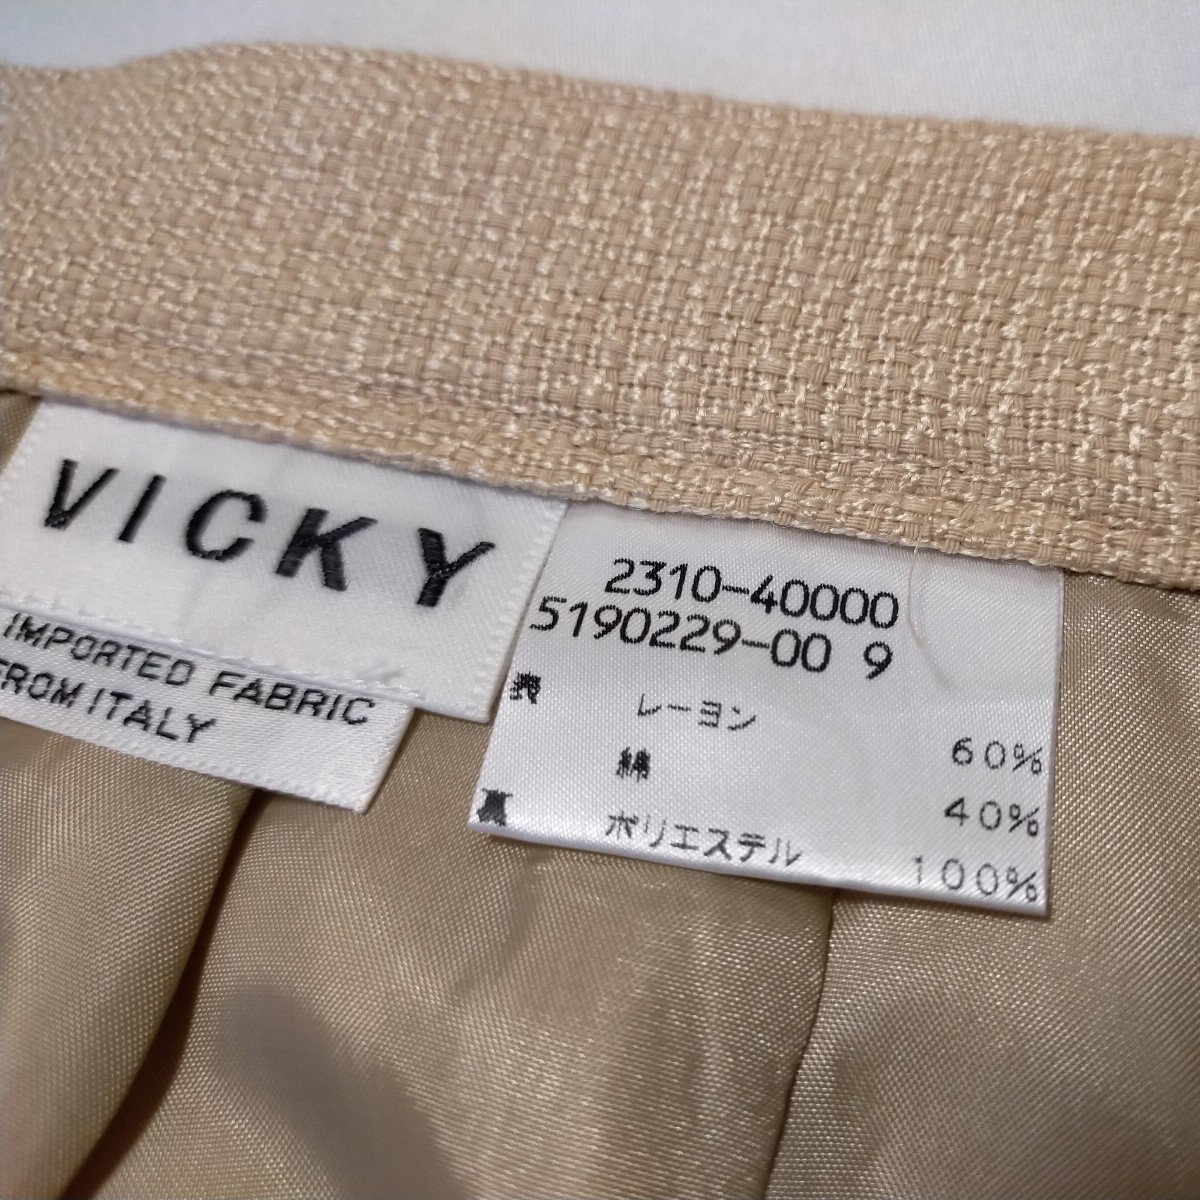 VICKY
IMPORTED FABRIC
FROM ITALY
2310-40000
5190229-00 9
表 レーヨン 60%
綿 40%
裏 ポリエステル 100%